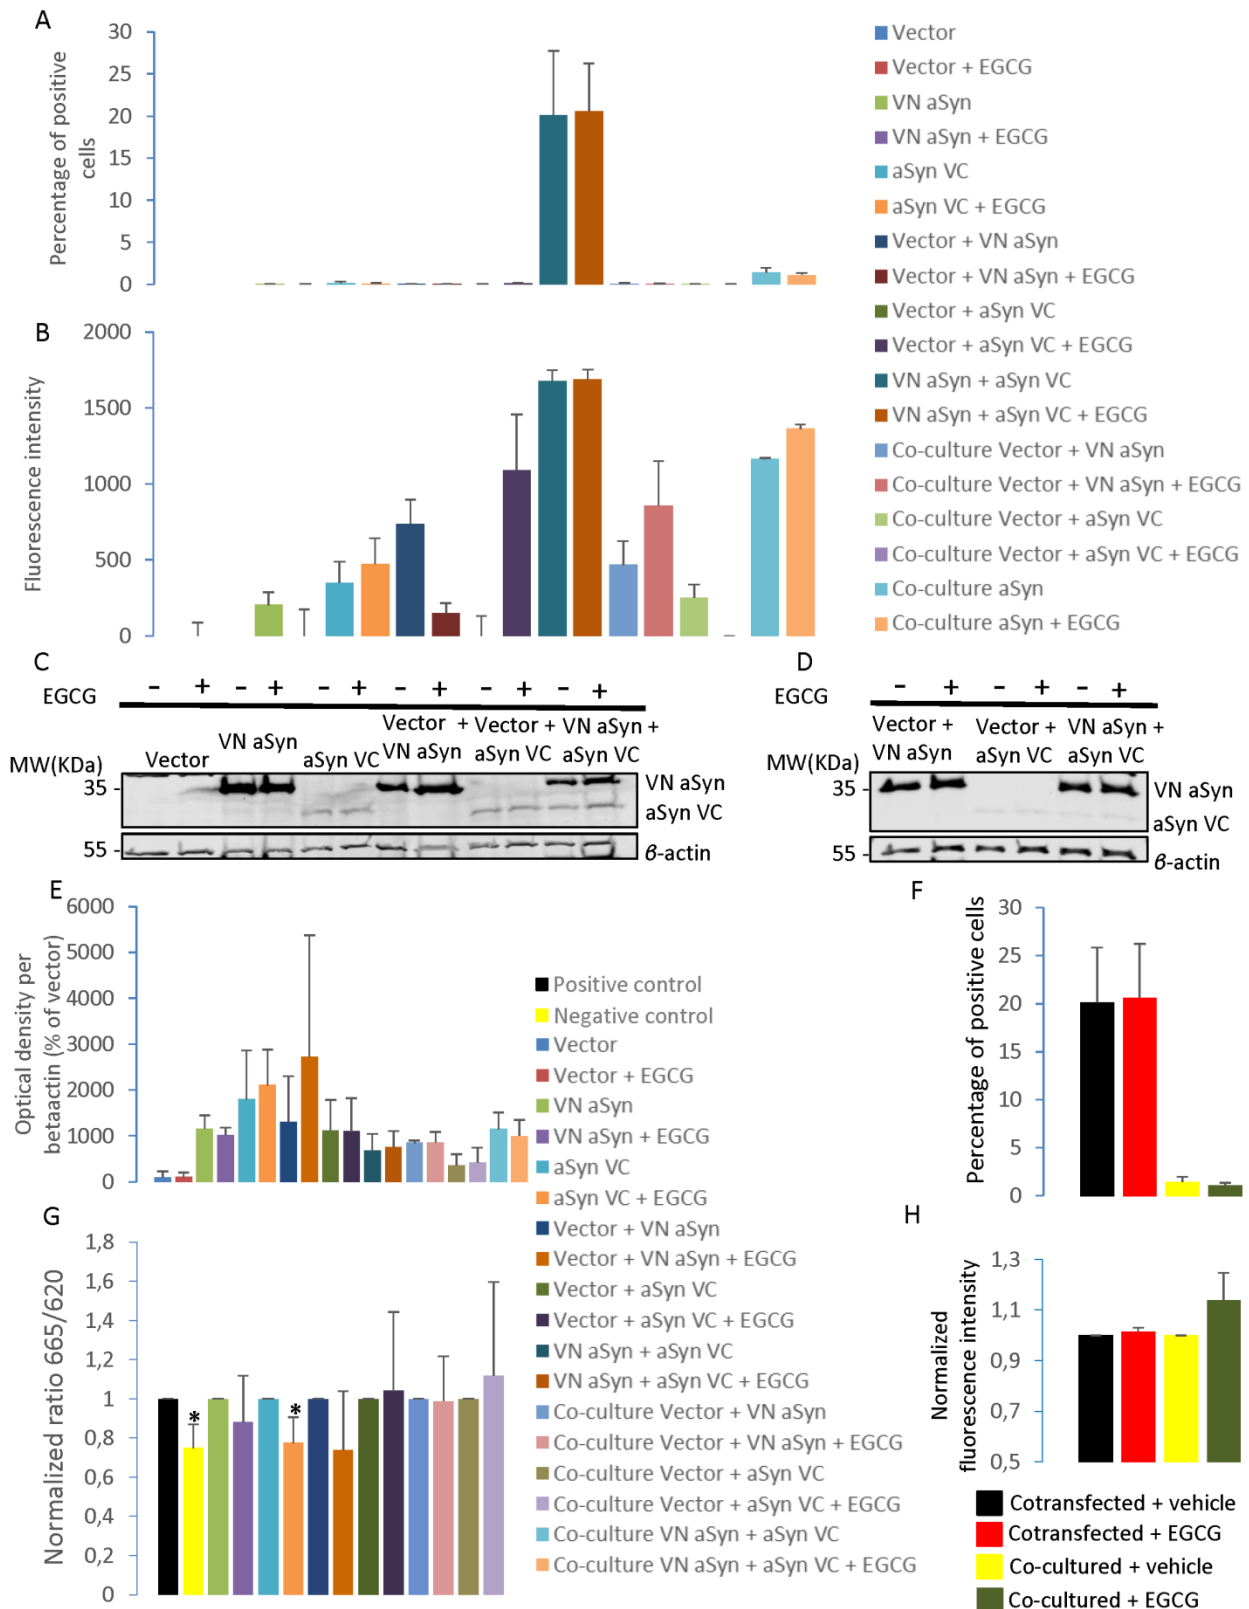 A
Percentage of positive
cells
30
25
20
15
10
5
0
Vector
Vector + EGCG
VN aSyn
VN aSyn + EGCG
aSyn VC
aSyn VC + EGCG
Vector + VN aSyn
Vector + VN aSyn + EGCG
Vector + aSyn VC
Vector + aSyn VC + EGCG
VN aSyn + aSyn VC
VN aSyn + aSyn VC + EGCG
Co-culture Vector + VN aSyn
Co-culture Vector + VN aSyn + EGCG
Co-culture Vector + aSyn VC
Co-culture Vector + aSyn VC + EGCG
Co-culture aSyn
Co-culture aSyn + EGCG
B
Fluorescence intensity
2000
1500
1000
500
0
C
EGCG − + − + − + − + − + − +
Vector
VN aSyn
aSyn VC
Vector +
VN aSyn
Vector +
aSyn VC
VN aSyn +
aSyn VC
MW(KDa)
35 -
VN aSyn
aSyn VC
55 -
β-actin
D
EGCG − + − + − +
Vector +
VN aSyn
Vector +
aSyn VC
VN aSyn +
aSyn VC
MW(KDa)
35 -
VN aSyn
aSyn VC
55 -
β-actin
E
Optical density per
betaactin (% of vector)
6000
5000
4000
3000
2000
1000
0
Positive control
Negative control
Vector
Vector + EGCG
VN aSyn
VN aSyn + EGCG
aSyn VC
aSyn VC + EGCG
Vector + VN aSyn
Vector + VN aSyn + EGCG
Vector + aSyn VC
Vector + aSyn VC + EGCG
VN aSyn + aSyn VC
VN aSyn + aSyn VC + EGCG
Co-culture Vector + VN aSyn
Co-culture Vector + VN aSyn + EGCG
Co-culture Vector + aSyn VC
Co-culture Vector + aSyn VC + EGCG
Co-culture VN aSyn + aSyn VC
Co-culture VN aSyn + aSyn VC + EGCG
F
Percentage of positive cells
30
25
20
15
10
5
0
G
Normalized ratio 665/620
1,8
1,6
1,4
1,2
1
0,8
0,6
0,4
0,2
0
*
*
H
Normalized
fluorescence intensity
1,3
1,1
0,9
0,7
0,5
Cotransfected + vehicle
Cotransfected + EGCG
Co-cultured + vehicle
Co-cultured + EGCG